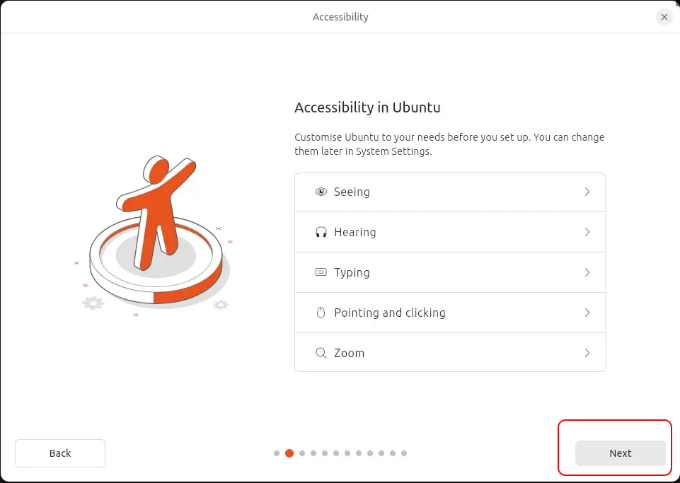 Accessibility
Accessibility in Ubuntu
Customise Ubuntu to your needs before you set up. You can change
them later in System Settings.
Seeing
Hearing
Typing
Pointing and clicking
Zoom
Back
Next